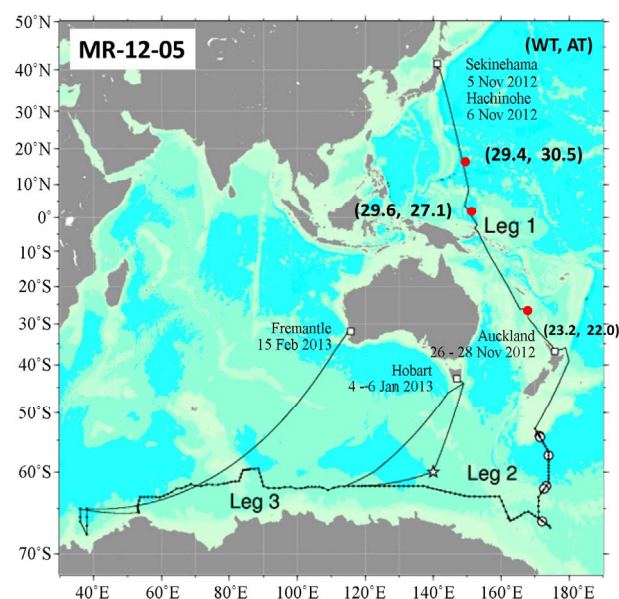 50°N
MR-12-05
(WT, AT)
Sekinehama
5 Nov 2012
Hachinohe
6 Nov 2012
40°N
30°N
20°N
(29.4, 30.5)
10°N
(29.6, 27.1)
0°
Leg 1
10°S
20°S
30°S
Fremantle
15 Feb 2013
(23.2, 22.0)
Auckland
26 - 28 Nov 2012
40°S
Hobart
4 -6 Jan 2013
50°S
60°S
Leg 2
Leg 3
70°S
40°E
60°E
80°E
100°E
120°E
140°E
160°E
180°E